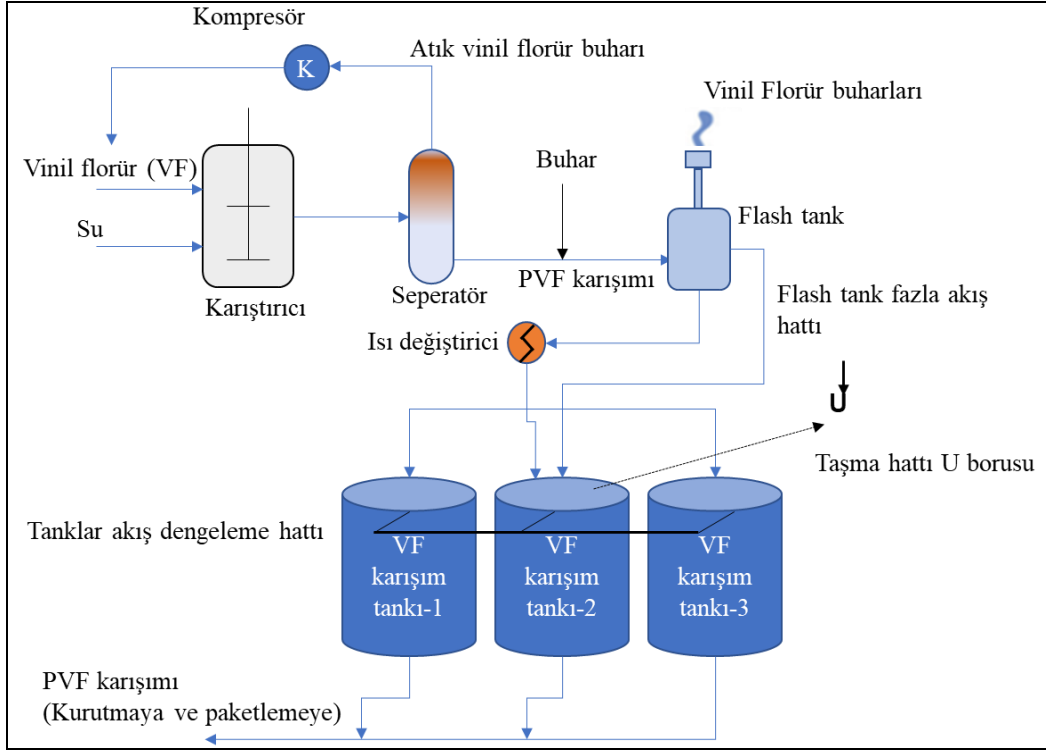 Kompresör
K
Atık vinil florür buharı
Vinil Florür buharları
Vinil florür (VF)
Buhar
Su
Flash tank
PVF karışımı
Seperatör
Karıştırıcı
Flash tank fazla akış
hattı
Isı değiştirici
U
Taşma hattı U borusu
Tanklar akış dengeleme hattı
VF
karışım
tankı-1
VF
karışım
tankı-2
VF
karışım
tankı-3
PVF karışımı
(Kurutmaya ve paketlemeye)